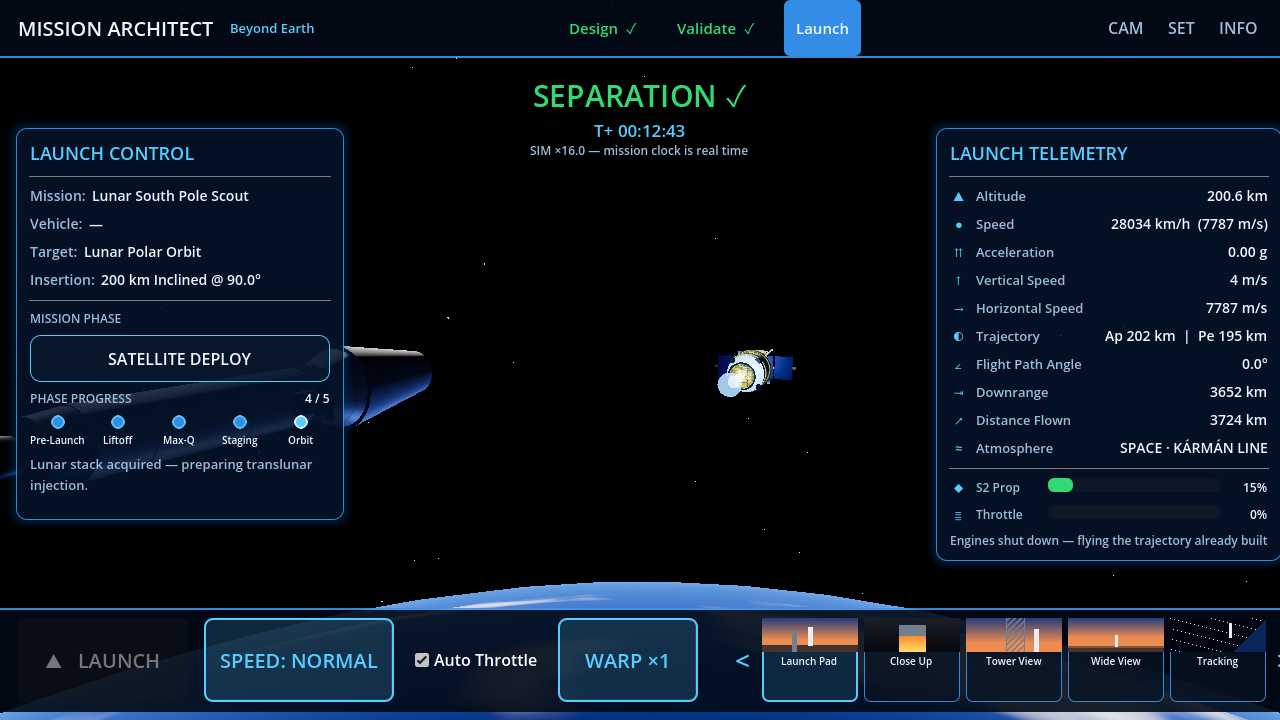 MISSION ARCHITECT Beyond Earth Design ✓ Validate ✓ Launch CAM SET INFO
SEPARATION ✓
T+ 00:12:43
SIM ×16.0 — mission clock is real time
LAUNCH CONTROL
Mission: Lunar South Pole Scout
Vehicle: —
Target: Lunar Polar Orbit
Insertion: 200 km Inclined @ 90.0°
MISSION PHASE
SATELLITE DEPLOY
PHASE PROGRESS 4 / 5
Pre-Launch Liftoff Max-Q Staging Orbit
Lunar stack acquired — preparing translunar
injection.
LAUNCH TELEMETRY
▲ Altitude 200.6 km
● Speed 28034 km/h (7787 m/s)
⇈ Acceleration 0.00 g
↑ Vertical Speed 4 m/s
→ Horizontal Speed 7787 m/s
◐ Trajectory Ap 202 km | Pe 195 km
∠ Flight Path Angle 0.0°
⇥ Downrange 3652 km
↗ Distance Flown 3724 km
≈ Atmosphere SPACE · KÁRMÁN LINE
◆ S2 Prop 15%
≣ Throttle 0%
Engines shut down — flying the trajectory already built
▲ LAUNCH
SPEED: NORMAL
Auto Throttle
WARP ×1
<
Launch Pad
Close Up
Tower View
Wide View
Tracking